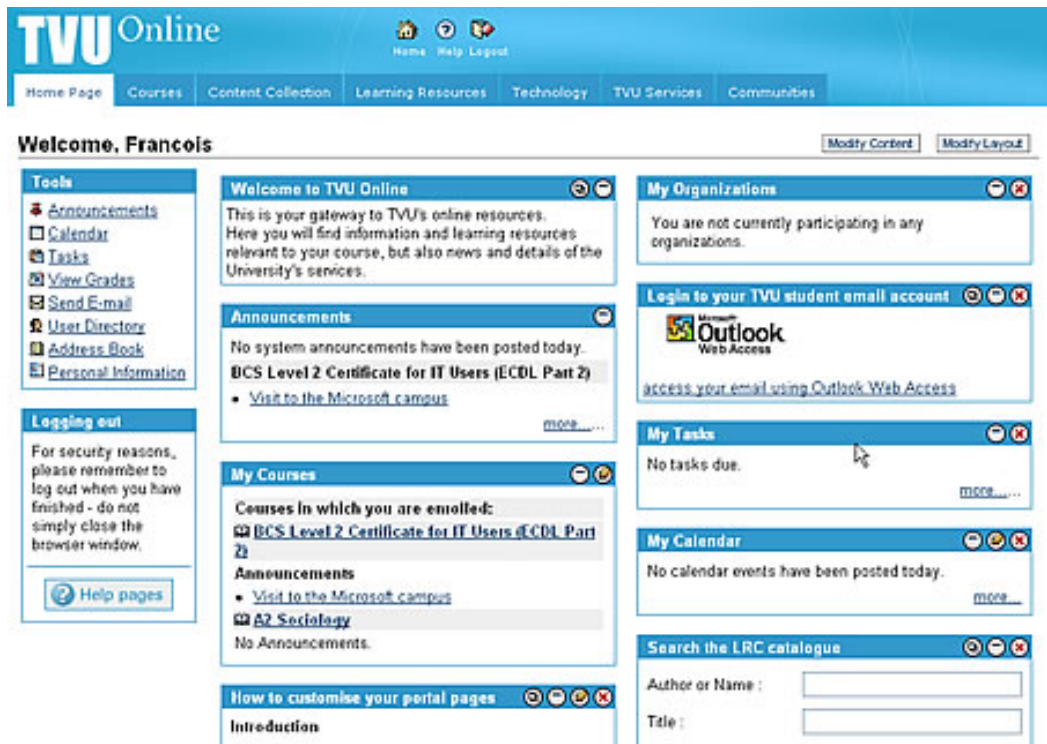 TVU Online
Home Help Logout
Home Page Courses Content Collection Learning Resources Technology TVU Services Communities
Welcome, Francois
Modify Content Modify Layout
Tools
Announcements
Calendar
Tasks
View Grades
Send E-mail
User Directory
Address Book
Personal Information
Logging out
For security reasons,
please remember to
log out when you have
finished - do not
simply close the
browser window.
Help pages
Welcome to TVU Online
This is your gateway to TVU's online resources.
Here you will find information and learning resources
relevant to your course, but also news and details of the
University's services.
Announcements
No system announcements have been posted today.
BCS Level 2 Certificate for IT Users (ECDL Part 2)
Visit to the Microsoft campus
more.....
My Courses
Courses in which you are enrolled:
BCS Level 2 Certificate for IT Users (ECDL Part
2)
Announcements
Visit to the Microsoft campus
A2 Sociology
No Announcements.
How to customise your portal pages
Introduction
My Organizations
You are not currently participating in any
organizations.
Login to your TVU student email account
Microsoft
Outlook
Web Access
access your email using Outlook Web Access
My Tasks
No tasks due.
more.....
My Calendar
No calendar events have been posted today.
more...
Search the LRC catalogue
Author or Name :
Title :